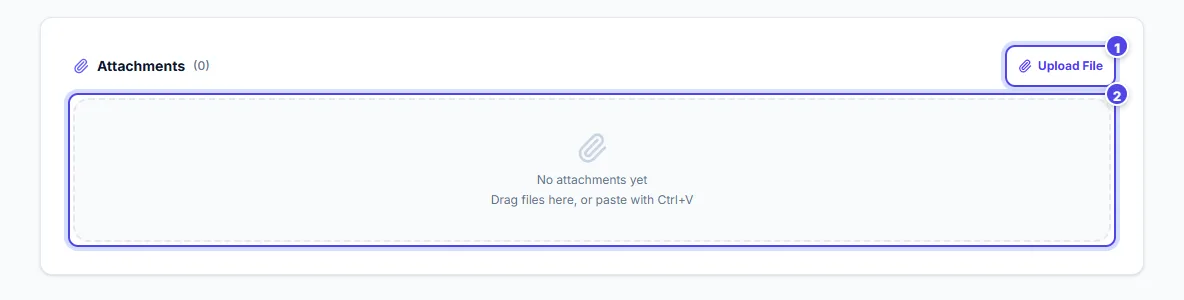 Attachments (0)
1
Upload File
2
No attachments yet
Drag files here, or paste with Ctrl+V